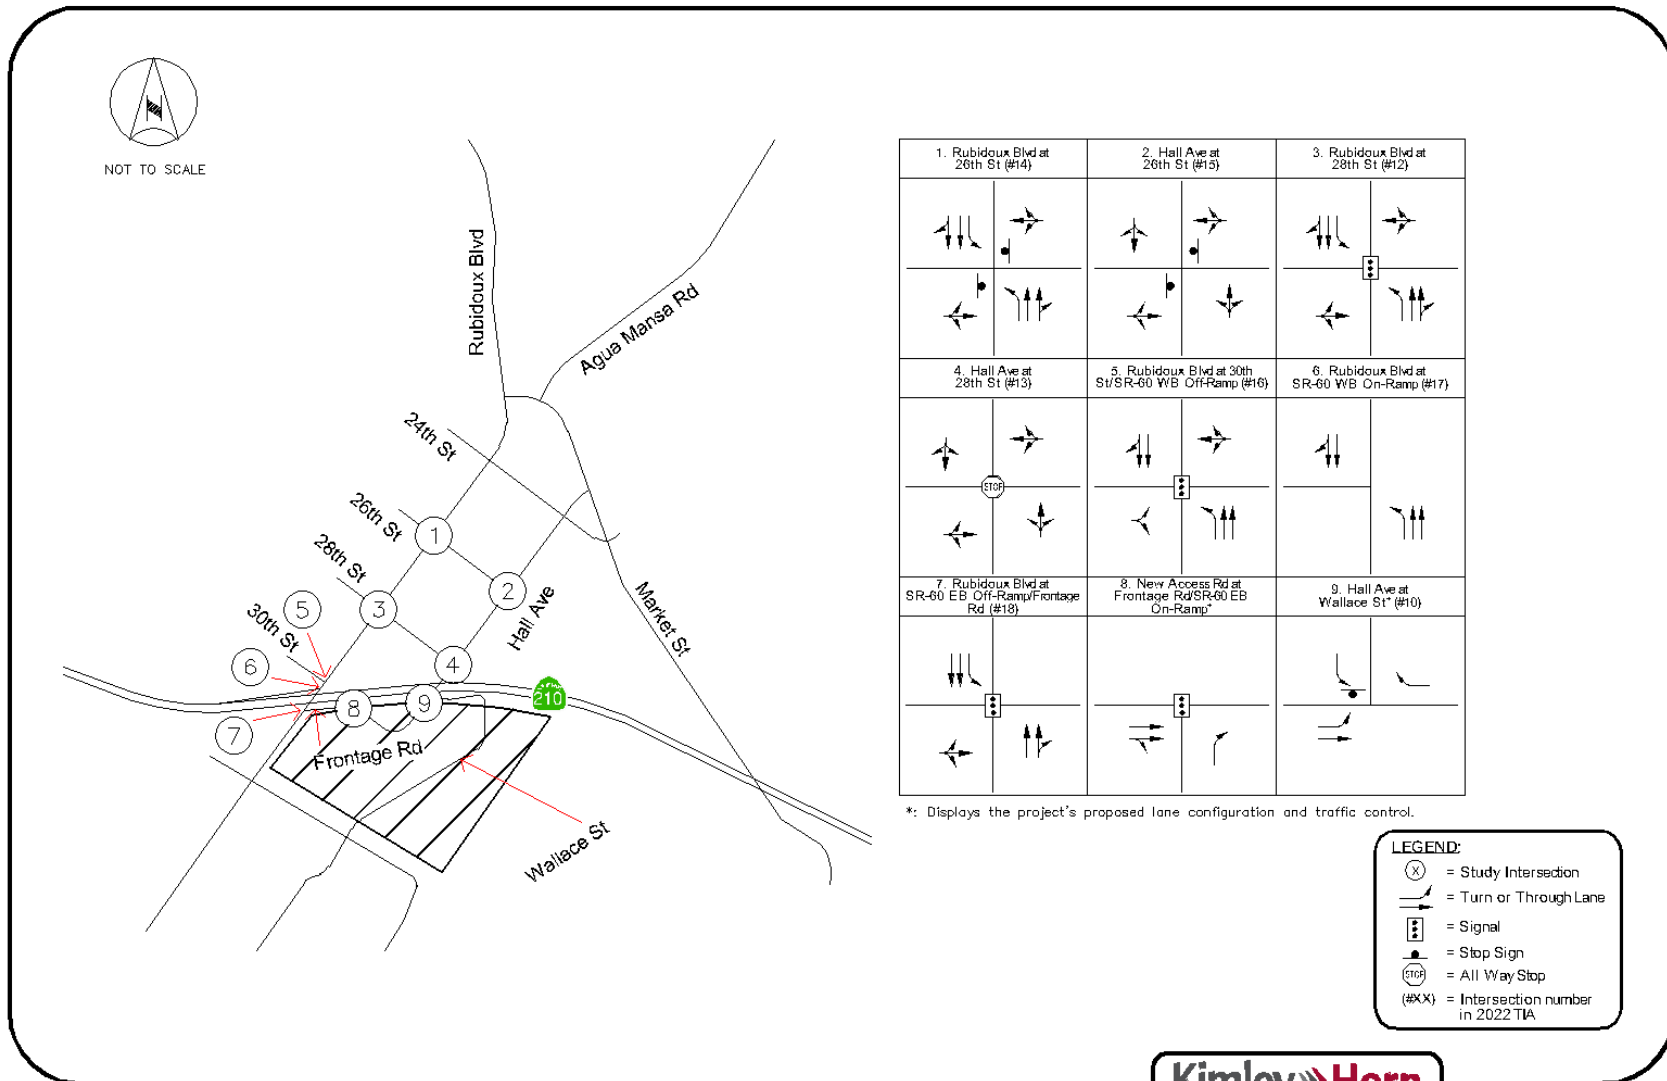 NOT TO SCALE
Rubidoux Blvd
Agua Mansa Rd
24th St
26th St
28th St
30th St
Hall Ave
Market St
1
2
3
4
5
6
7
8
9
210
Frontage Rd
Wallace St
1. Rubidoux Blvd at
26th St (#14)
2. Hall Ave at
26th St (#15)
3. Rubidoux Blvd at
28th St (#12)
4. Hall Ave at
28th St (#13)
STOP
5. Rubidoux Blvd at 30th
St/SR-60 WB Off-Ramp (#16)
6. Rubidoux Blvd at
SR-60 WB On-Ramp (#17)
7. Rubidoux Blvd at
SR-60 EB Off-Ramp/Frontage
Rd (#18)
8. New Access Rd at
Frontage Rd/SR-60 EB
On-Ramp*
9. Hall Ave at
Wallace St* (#10)
*: Displays the project's proposed lane configuration and traffic control.
LEGEND:
X = Study Intersection
= Turn or Through Lane
= Signal
= Stop Sign
STOP = All Way Stop
(#XX) = Intersection number
in 2022 TIA
Kimley»Horn